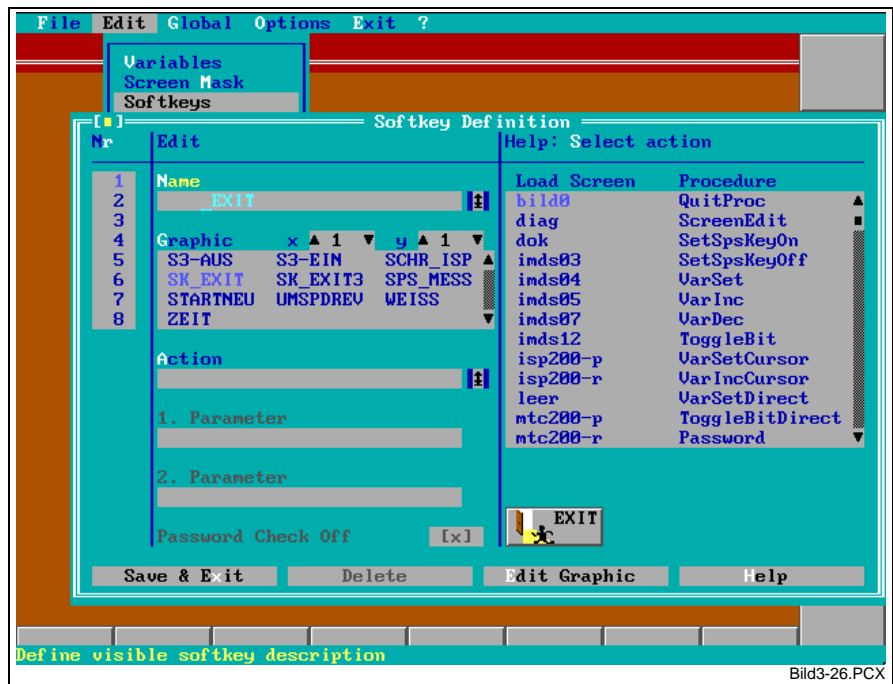 File Edit Global Options Exit ?
Variables
Screen Mask
Softkeys
[■] Softkey Definition
Nr Edit Help: Select action
1 Name Load Screen Procedure
2 _EXIT bild0 QuitProc
3 diag ScreenEdit
4 Graphic x ▲ 1 ▼ y ▲ 1 ▼ dok SetSpsKeyOn
5 S3-AUS S3-EIN SCHR_ISP imds03 SetSpsKeyOff
6 SK_EXIT SK_EXIT3 SPS_MESS imds04 VarSet
7 STARTNEU UMSPDREV WEISS imds05 VarInc
8 ZEIT imds07 VarDec
imds12 ToggleBit
Action isp200-p VarSetCursor
isp200-r VarIncCursor
leer VarSetDirect
1. Parameter mtc200-p ToggleBitDirect
mtc200-r Password
2. Parameter
EXIT
Password Check Off [x]
Save & Exit Delete Edit Graphic Help
Define visible softkey description
Bild3-26.PCX